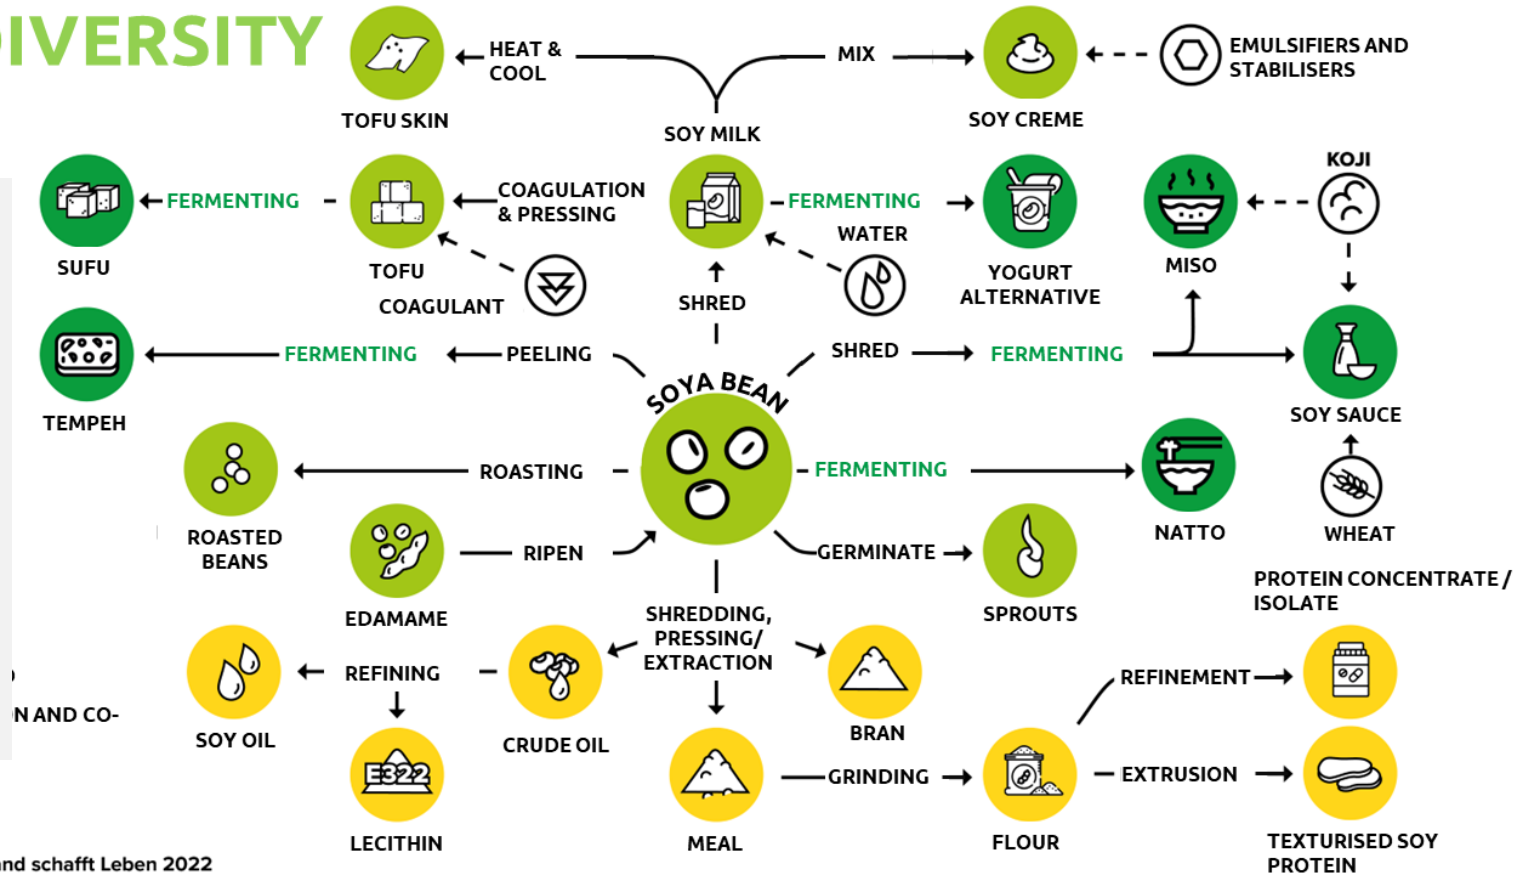 DIVERSITY
HEAT &
COOL
MIX
EMULSIFIERS AND
STABILISERS
TOFU SKIN
SOY MILK
SOY CREME
KOJI
FERMENTING
COAGULATION
& PRESSING
FERMENTING
WATER
SUFU
TOFU
COAGULANT
SHRED
YOGURT
ALTERNATIVE
MISO
FERMENTING
PEELING
SHRED
FERMENTING
TEMPEH
SOYA BEAN
SOY SAUCE
ROASTING
FERMENTING
ROASTED
BEANS
NATTO
WHEAT
RIPEN
GERMINATE
EDAMAME
SPROUTS
PROTEIN CONCENTRATE /
ISOLATE
SHREDDING,
PRESSING/
EXTRACTION
REFINING
REFINEMENT
N AND CO-
SOY OIL
CRUDE OIL
BRAN
E322
GRINDING
EXTRUSION
LECITHIN
MEAL
FLOUR
TEXTURISED SOY
PROTEIN
and schafft Leben 2022